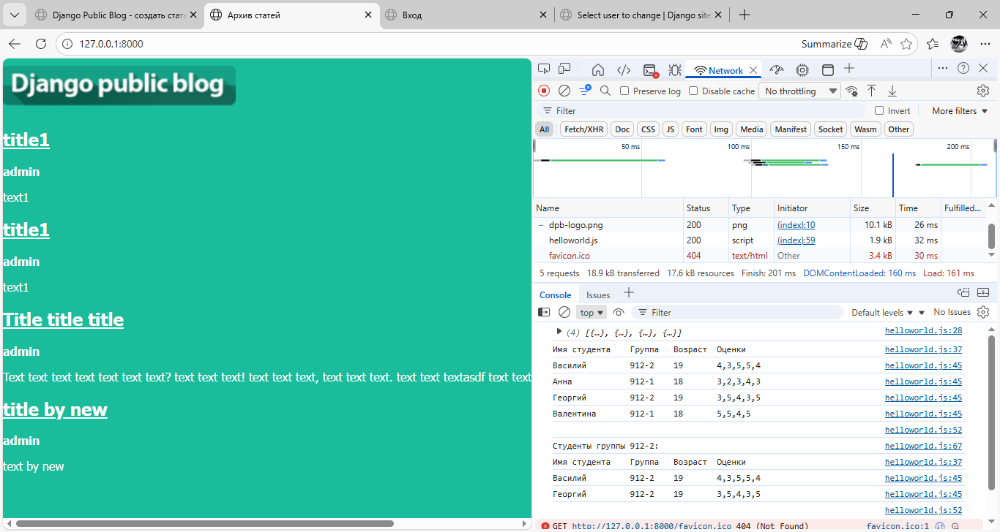 Django Public Blog - создать стать
Архив статей
Вход
Select user to change | Django site
127.0.0.1:8000
Summarize
Django public blog
title1
admin
text1
title1
admin
text1
Title title title
admin
Text text text text text text text? text text text! text text text, text text text. text text textasdf text text
title by new
admin
text by new
Network
Preserve log
Disable cache
No throttling
Filter
Invert
More filters
All
Fetch/XHR
Doc
CSS
JS
Font
Img
Media
Manifest
Socket
Wasm
Other
50 ms
100 ms
150 ms
200 ms
Name Status Type Initiator Size Time Fulfilled...
dpb-logo.png 200 png (index):10 10.1 kB 26 ms
helloworld.js 200 script (index):59 1.9 kB 32 ms
favicon.ico 404 text/html Other 3.4 kB 30 ms
5 requests 18.9 kB transferred 17.6 kB resources Finish: 201 ms DOMContentLoaded: 160 ms Load: 161 ms
Console Issues
top Filter Default levels No Issues
(4) [{…}, {…}, {…}, {…}] helloworld.js:28
Имя студента Группа Возраст Оценки helloworld.js:37
Василий 912-2 19 4,3,5,5,4 helloworld.js:45
Анна 912-1 18 3,2,3,4,3 helloworld.js:45
Георгий 912-2 19 3,5,4,3,5 helloworld.js:45
Валентина 912-1 18 5,5,4,5 helloworld.js:45
helloworld.js:52
Студенты группы 912-2: helloworld.js:67
Имя студента Группа Возраст Оценки helloworld.js:37
Василий 912-2 19 4,3,5,5,4 helloworld.js:45
Георгий 912-2 19 3,5,4,3,5 helloworld.js:45
helloworld.js:52
GET http://127.0.0.1:8000/favicon.ico 404 (Not Found) favicon.ico:1